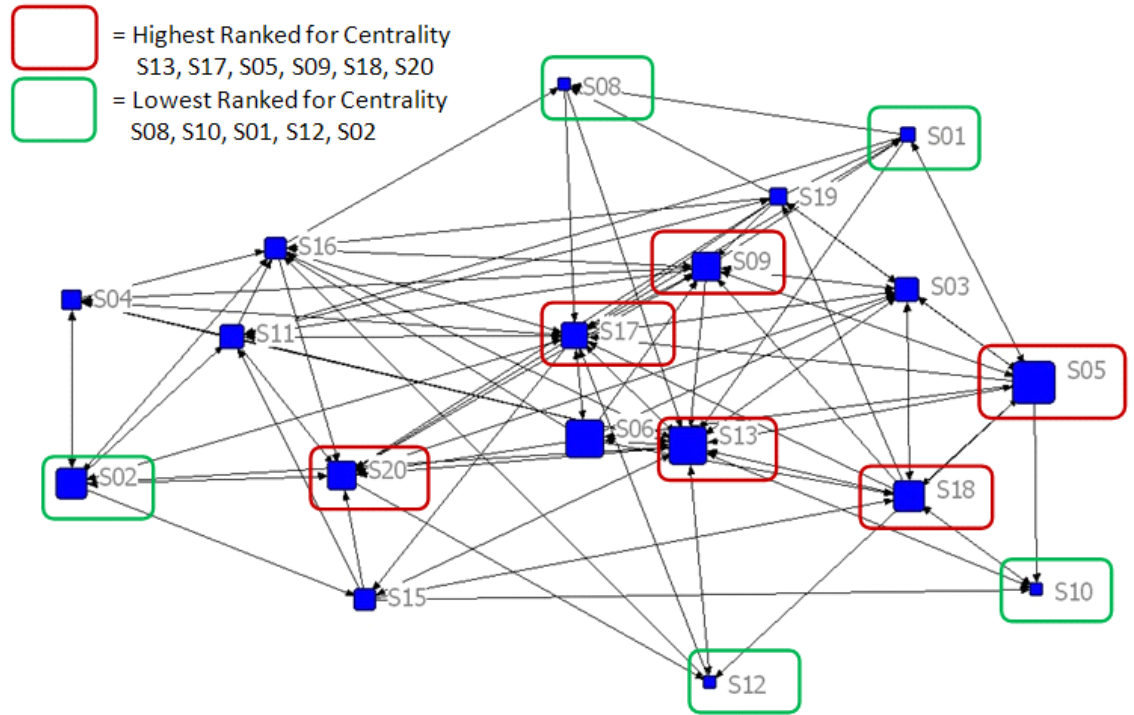 = Highest Ranked for Centrality
S13, S17, S05, S09, S18, S20
= Lowest Ranked for Centrality
S08, S10, S01, S12, S02
S08
S01
S19
S16
S09
S03
S04
S11
S17
S05
S06
S13
S02
S20
S18
S15
S10
S12